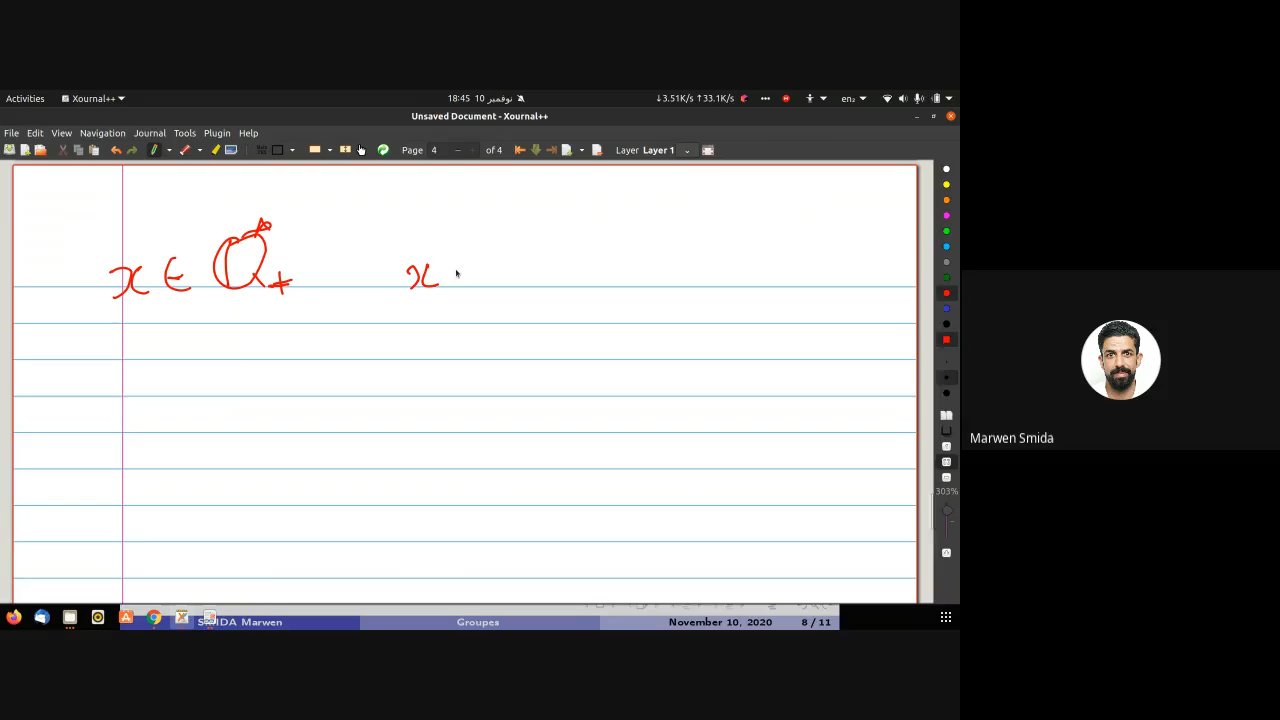 Activities Xournal++ 18:45 10 نوفمبر ↓3.51K/s ↑33.1K/s en₂
Unsaved Document - Xournal++
File Edit View Navigation Journal Tools Plugin Help
Page 4 of 4 Layer Layer 1
x ∈ ℚ*₊ x
303%
Marwen Smida
SMIDA Marwen Groupes November 10, 2020 8 / 11